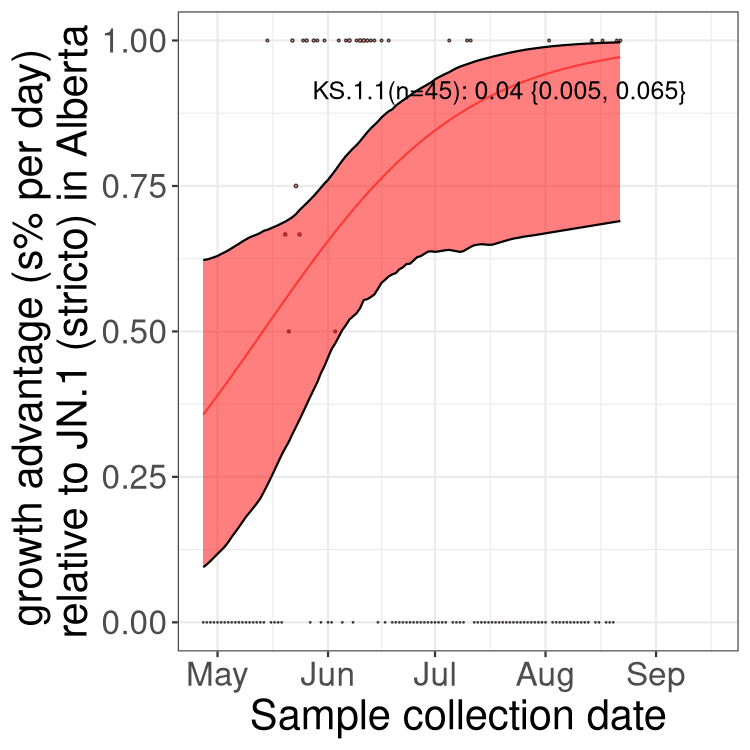 growth advantage (s% per day)
relative to JN.1 (stricto) in Alberta
1.00
0.75
0.50
0.25
0.00
KS.1.1(n=45): 0.04 {0.005, 0.065}
May Jun Jul Aug Sep
Sample collection date